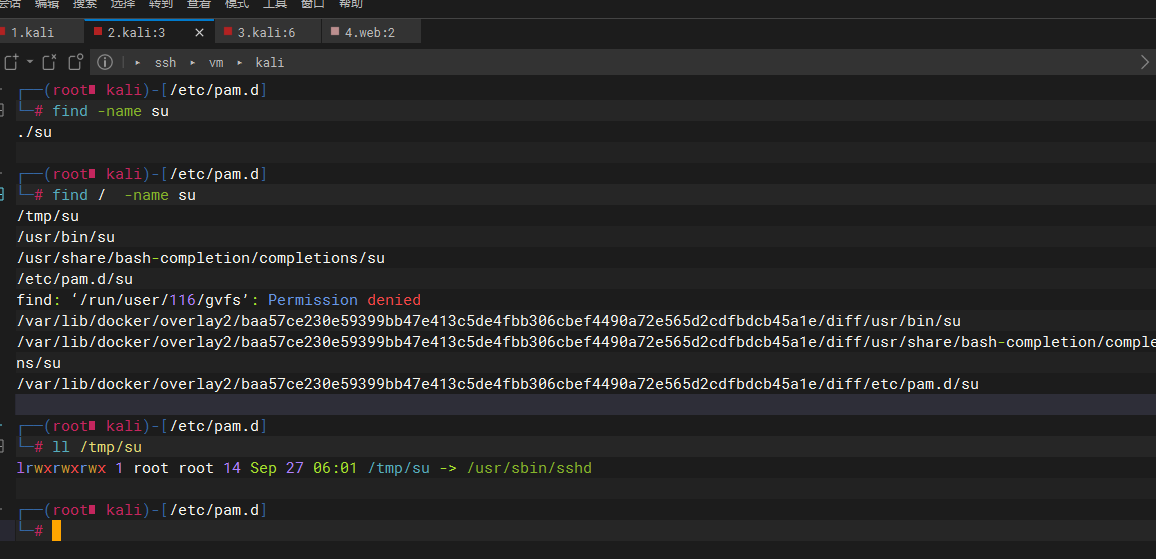 会话 编辑 搜索 选择 转到 查看 模式 工具 窗口 帮助
1.kali 2.kali:3 × 3.kali:6 4.web:2
ssh vm kali
┌──(root kali)-[/etc/pam.d]
└─# find -name su
./su
┌──(root kali)-[/etc/pam.d]
└─# find /  -name su
/tmp/su
/usr/bin/su
/usr/share/bash-completion/completions/su
/etc/pam.d/su
find: ‘/run/user/116/gvfs’: Permission denied
/var/lib/docker/overlay2/baa57ce230e59399bb47e413c5de4fbb306cbef4490a72e565d2cdfbdcb45a1e/diff/usr/bin/su
/var/lib/docker/overlay2/baa57ce230e59399bb47e413c5de4fbb306cbef4490a72e565d2cdfbdcb45a1e/diff/usr/share/bash-completion/comple
ns/su
/var/lib/docker/overlay2/baa57ce230e59399bb47e413c5de4fbb306cbef4490a72e565d2cdfbdcb45a1e/diff/etc/pam.d/su
┌──(root kali)-[/etc/pam.d]
└─# ll /tmp/su
lrwxrwxrwx 1 root root 14 Sep 27 06:01 /tmp/su -> /usr/sbin/sshd
┌──(root kali)-[/etc/pam.d]
└─#